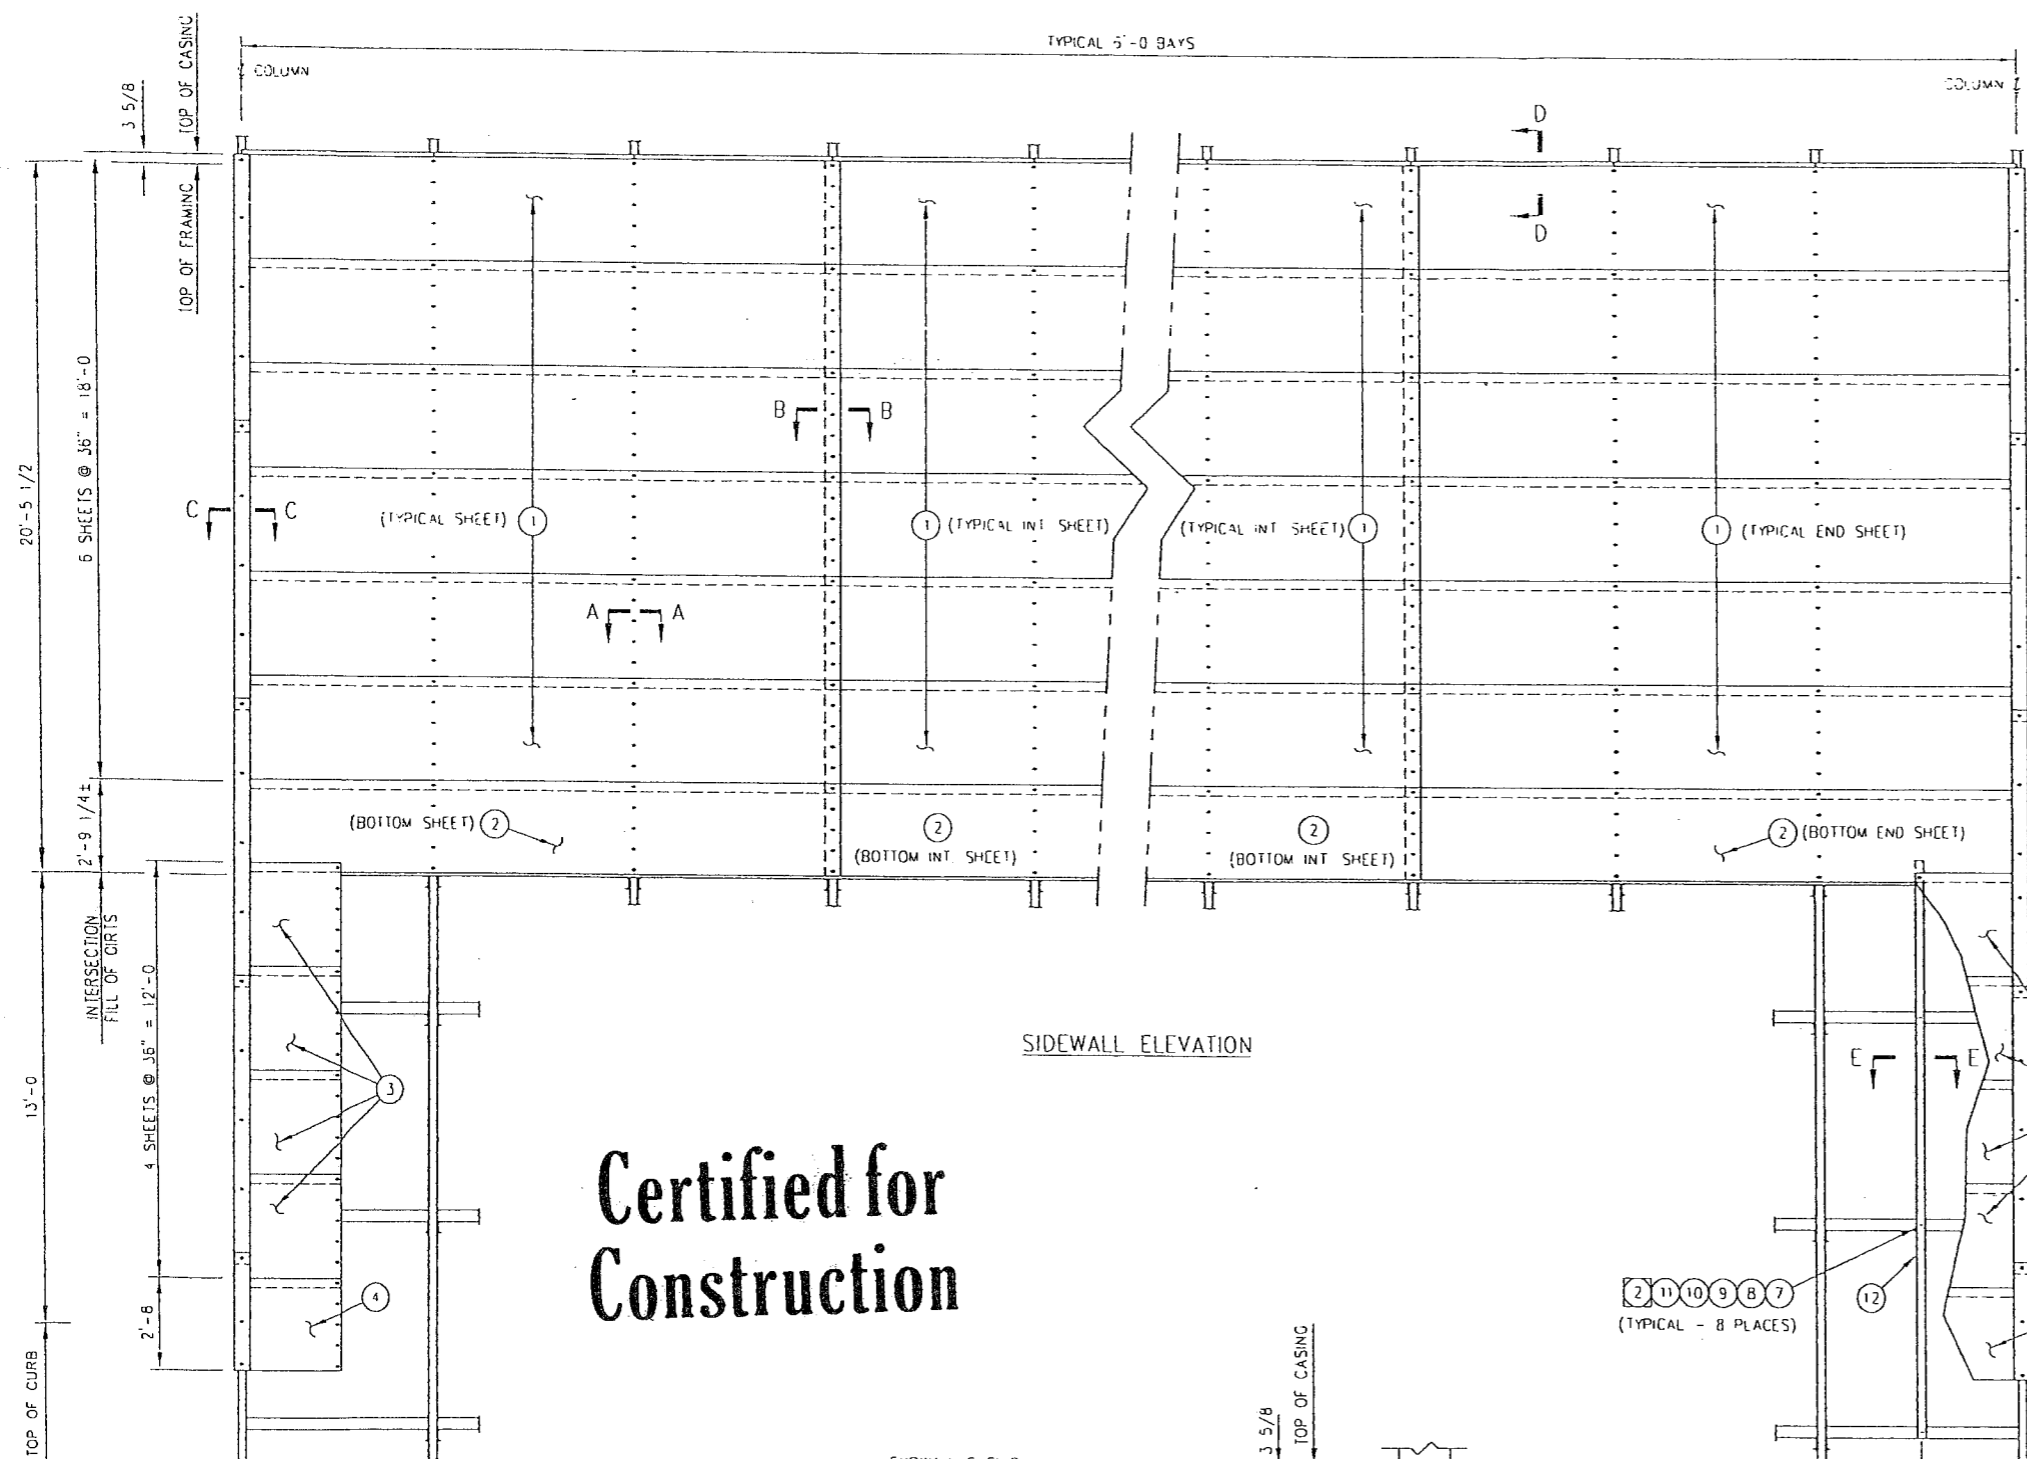 TYPICAL 6'-0 BAYS
COLUMN
COLUMN
3 5/8
TOP OF CASING
TOP OF FRAMING
D
D
20'-5 1/2
6 SHEETS @ 36" = 18'-0
B B
C C
(TYPICAL SHEET) 1
1 (TYPICAL INT SHEET)
(TYPICAL INT SHEET) 1
1 (TYPICAL END SHEET)
A A
2'-9 1/4±
(BOTTOM SHEET) 2
2
(BOTTOM INT. SHEET)
2
(BOTTOM INT SHEET)
2 (BOTTOM END SHEET)
INTERSECTION
FILL OF GIRTS
4 SHEETS @ 36" = 12'-0
13'-0
3
SIDEWALL ELEVATION
E E
Certified for
Construction
2'-8
4
2 11 10 9 8 7
(TYPICAL - 8 PLACES)
12
TOP OF CURB
3 5/8
TOP OF CASING